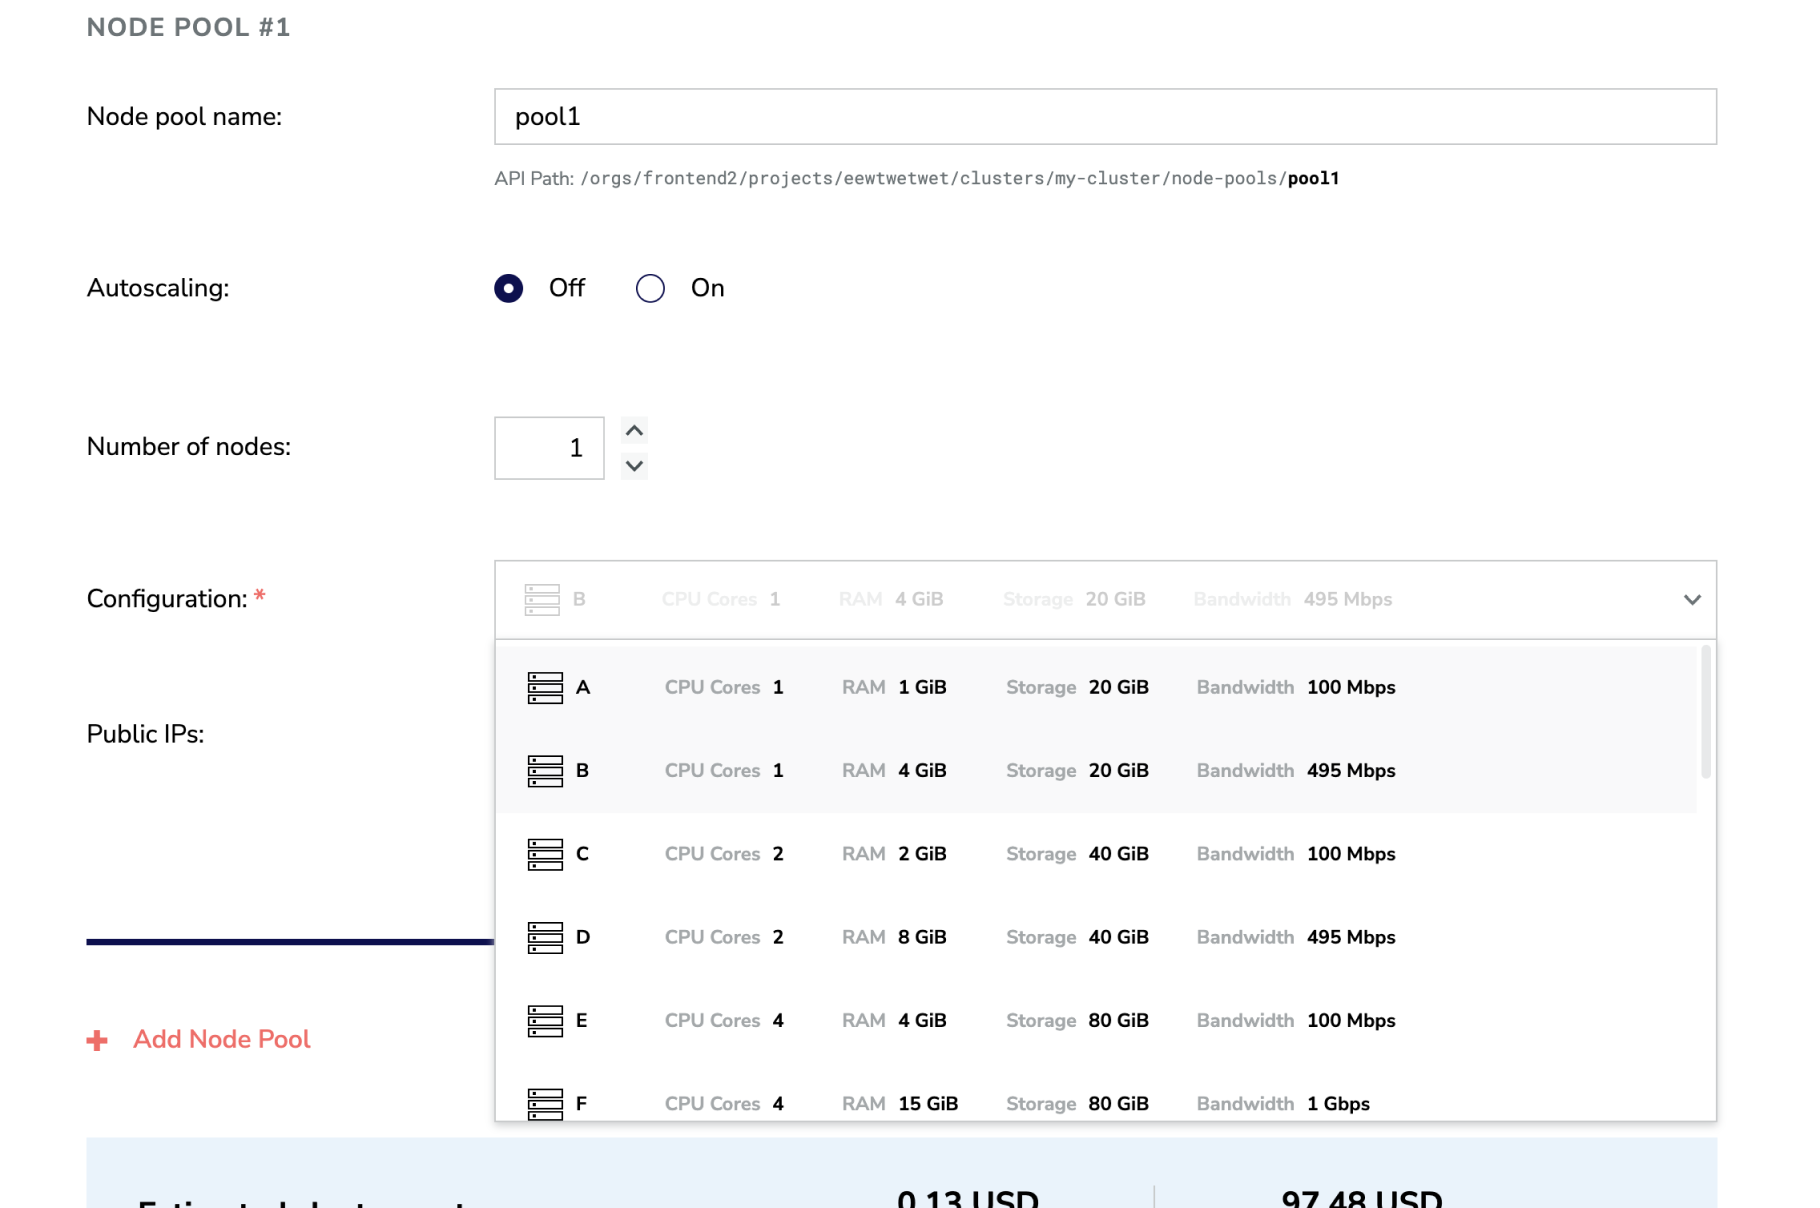 NODE POOL #1
Node pool name:
pool1
API Path: /orgs/frontend2/projects/eewtwetwet/clusters/my-cluster/node-pools/pool1
Autoscaling:
Off
On
Number of nodes:
1
Configuration: *
B CPU Cores 1 RAM 4 GiB Storage 20 GiB Bandwidth 495 Mbps
A CPU Cores 1 RAM 1 GiB Storage 20 GiB Bandwidth 100 Mbps
Public IPs:
B CPU Cores 1 RAM 4 GiB Storage 20 GiB Bandwidth 495 Mbps
C CPU Cores 2 RAM 2 GiB Storage 40 GiB Bandwidth 100 Mbps
D CPU Cores 2 RAM 8 GiB Storage 40 GiB Bandwidth 495 Mbps
E CPU Cores 4 RAM 4 GiB Storage 80 GiB Bandwidth 100 Mbps
+ Add Node Pool
F CPU Cores 4 RAM 15 GiB Storage 80 GiB Bandwidth 1 Gbps
0.13 USD
97.48 USD